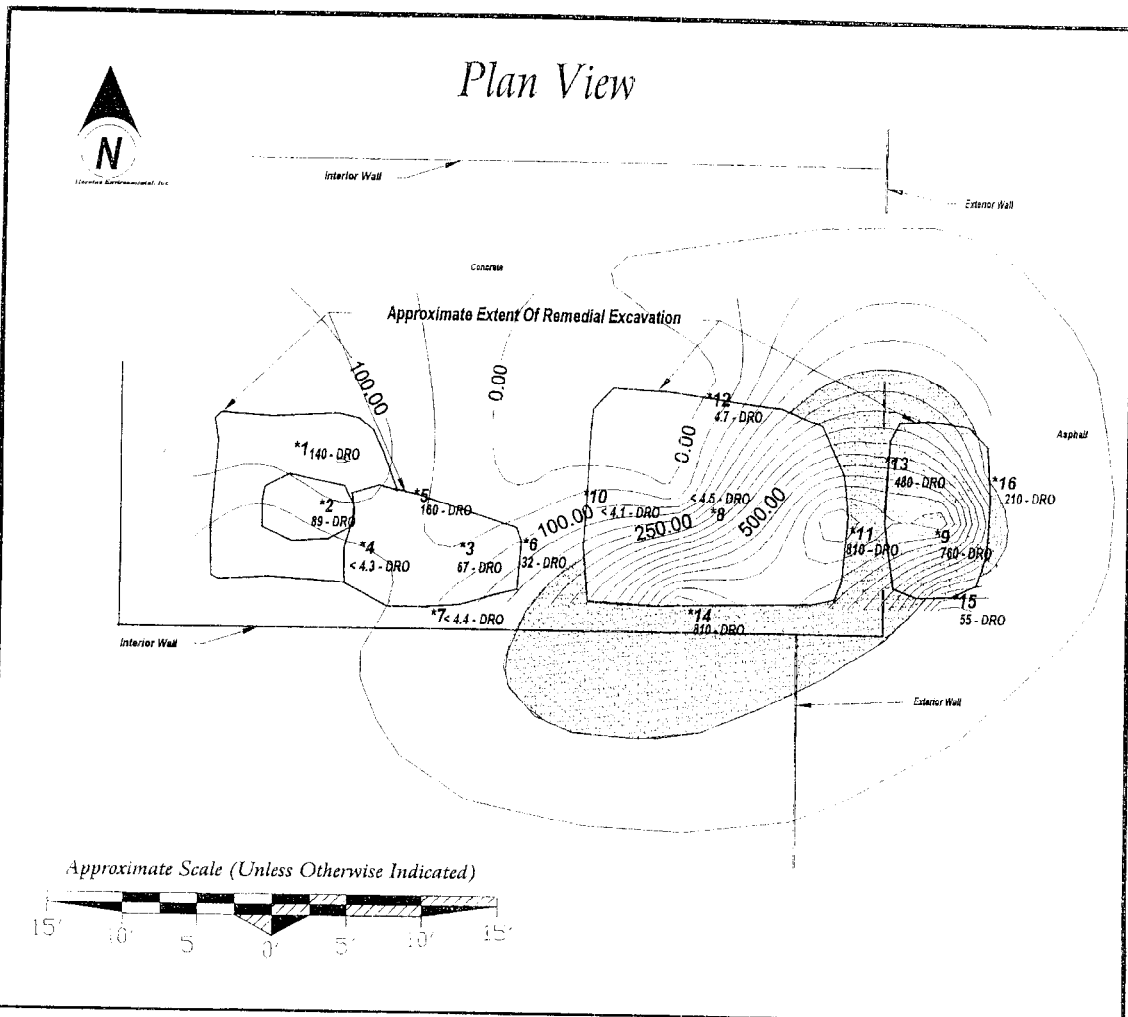 Plan View
N
Interior Wall
Exterior Wall
Concrete
Approximate Extent Of Remedial Excavation
100.00
0.00
*12
4.7 - DRO
0.00
Asphalt
*1 140 - DRO
*13
480 - DRO
*16
210 - DRO
*2
89 - DRO
*5
160 - DRO
*10
< 4.1 - DRO
< 4.5 - DRO
*8
100.00
250.00
500.00
*4
< 4.3 - DRO
*3
67 - DRO
*6
32 - DRO
*11
810 - DRO
*9
760 - DRO
*7 < 4.4 - DRO
*14
810 - DRO
*15
55 - DRO
Interior Wall
Exterior Wall
Approximate Scale (Unless Otherwise Indicated)
15' 10' 5 0' 5' 10' 15'